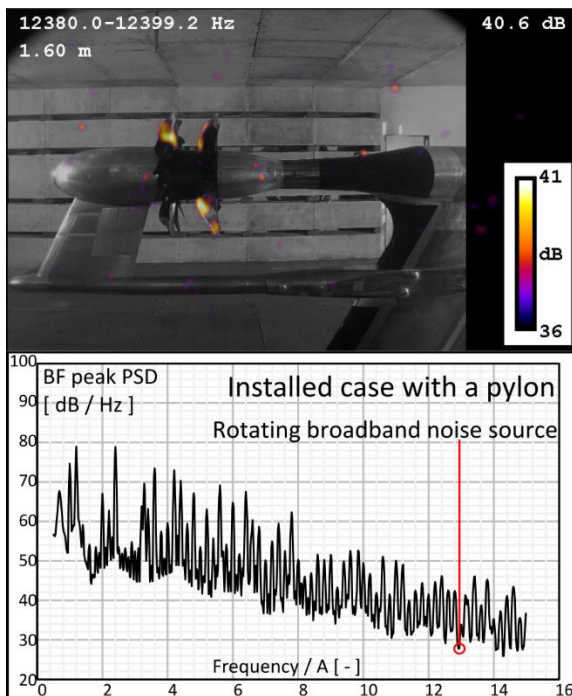 12380.0-12399.2 Hz
40.6 dB
1.60 m
41
dB
36
BF peak PSD
[ dB / Hz ]
Installed case with a pylon
Rotating broadband noise source
100
90
80
70
60
50
40
30
20
Frequency / A [ - ]
0 2 4 6 8 10 12 14 16